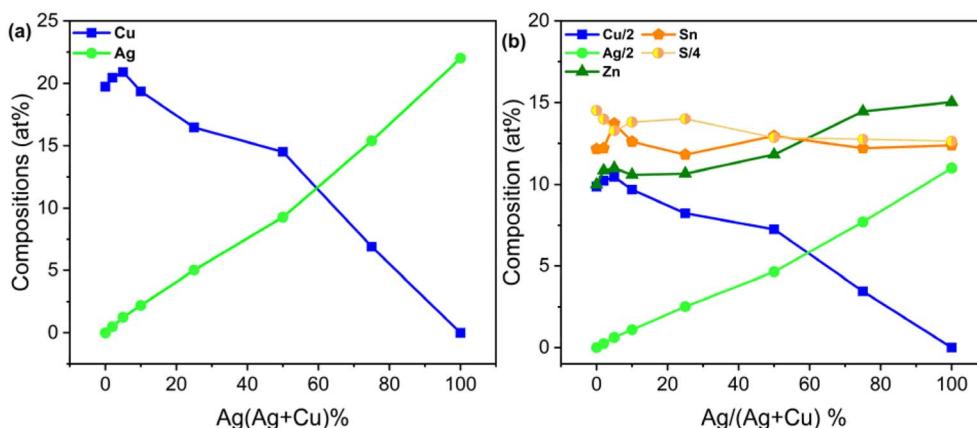 (a)
Cu
Ag
Compositions (at%)
25
20
15
10
5
0
0 20 40 60 80 100
Ag(Ag+Cu)%
(b)
Cu/2 Sn
Ag/2 S/4
Zn
Composition (at%)
20
15
10
5
0
0 20 40 60 80 100
Ag/(Ag+Cu) %